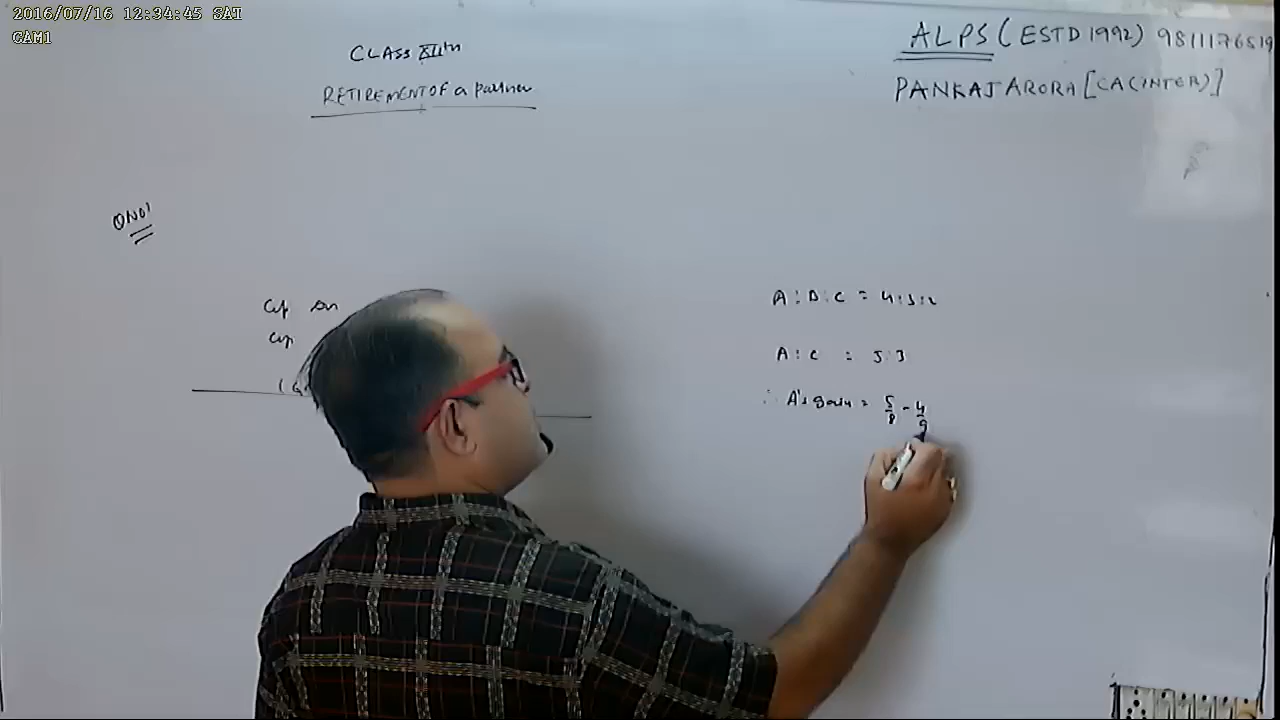 2016/07/16 12:34:45 SAT
CAM1
CLASS XIIth
RETIREMENT OF a partner
ALPS (ESTD 1992) 9811176519
PANKAJ ARORA [CA (INTER)]
QNo1
A : B : C = 4:3:2
A : C = 5:3
∴ A's gain = 5/8 - 4/9